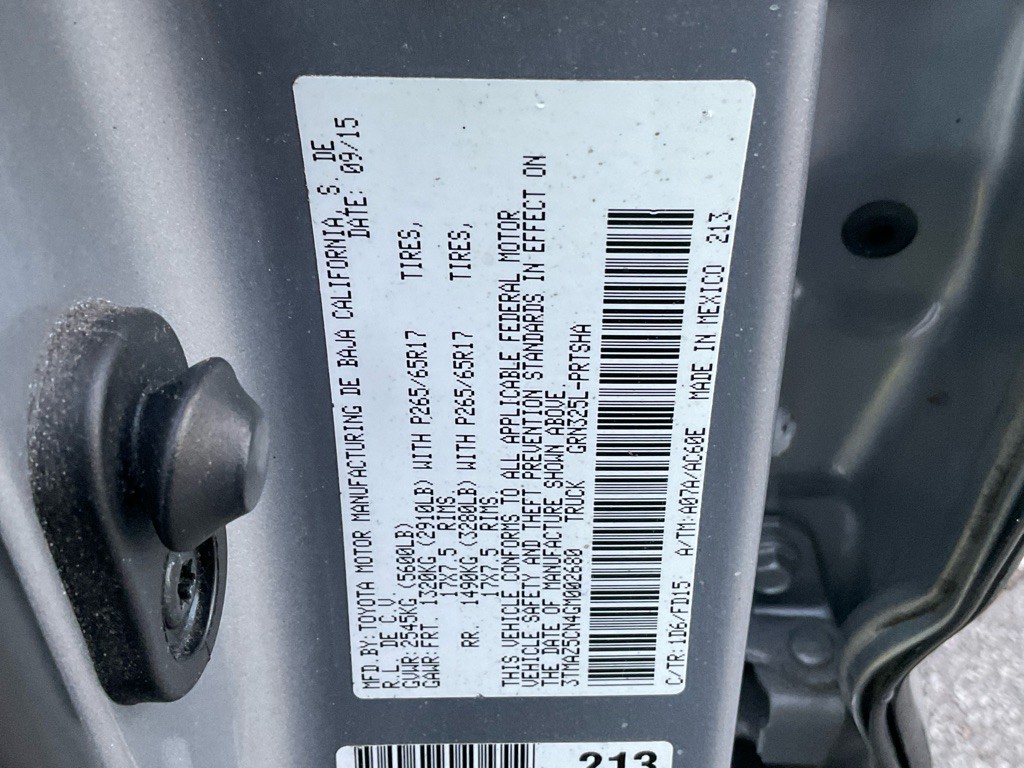 MFD.BY:TOYOTA MOTOR MANUFACTURING DE BAJA CALIFORNIA, S. DE
R.L. DE C.V. DATE: 09/15
GVWR:2545KG (5600LB)
GAWR:FRT. 1320KG (2910LB) WITH P265/65R17 TIRES,
17X7.5 RIMS,
RR. 1490KG (3280LB) WITH P265/65R17 TIRES,
17X7.5 RIMS.
THIS VEHICLE CONFORMS TO ALL APPLICABLE FEDERAL MOTOR
VEHICLE SAFETY AND THEFT PREVENTION STANDARDS IN EFFECT ON
THE DATE OF MANUFACTURE SHOWN ABOVE.
3TMAZ5CN4GM002680 TRUCK GRN325L-PRTSHA
C/TR:1D6/FD15 A/TM:A07A/AC60E MADE IN MEXICO 213
213